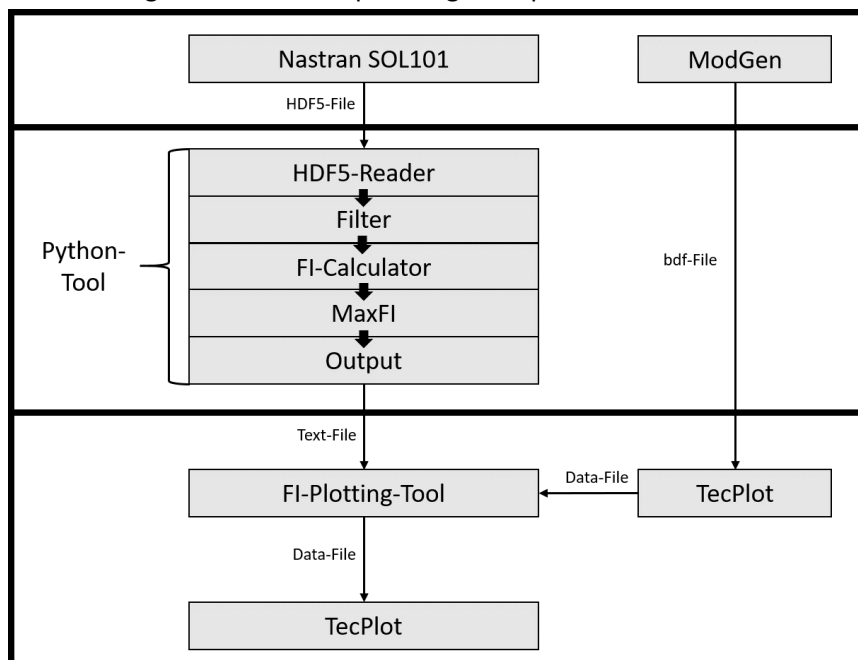 Nastran SOL101
ModGen
HDF5-File
HDF5-Reader
Filter
FI-Calculator
MaxFI
Output
Python-
Tool
bdf-File
Text-File
FI-Plotting-Tool
Data-File
TecPlot
Data-File
TecPlot